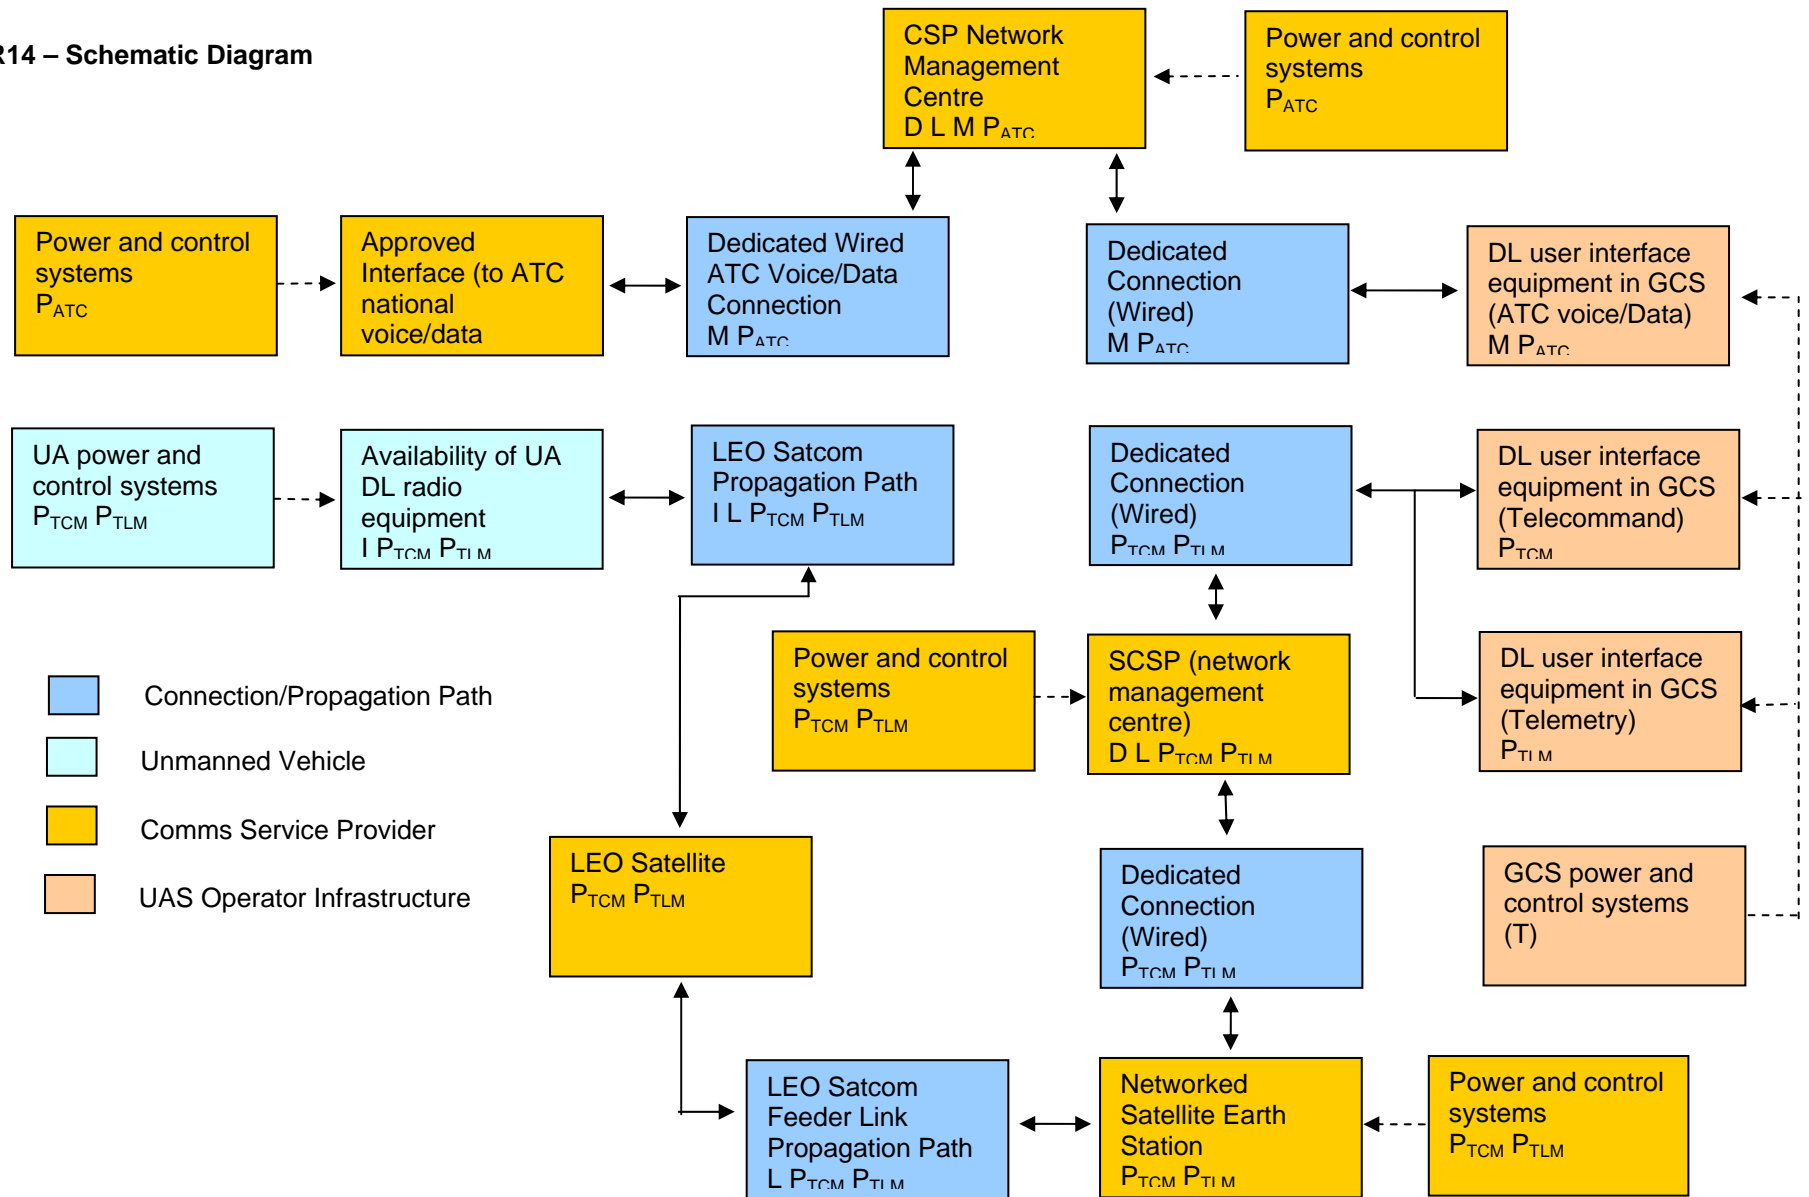 R14 – Schematic Diagram
CSP Network
Management
Centre
D L M PATC
Power and control
systems
PATC
Power and control
systems
PATC
Approved
Interface (to ATC
national
voice/data
Dedicated Wired
ATC Voice/Data
Connection
M PATC
Dedicated
Connection
(Wired)
M PATC
DL user interface
equipment in GCS
(ATC voice/Data)
M PATC
UA power and
control systems
PTCM PTLM
Availability of UA
DL radio
equipment
I PTCM PTLM
LEO Satcom
Propagation Path
I L PTCM PTLM
Dedicated
Connection
(Wired)
PTCM PTLM
DL user interface
equipment in GCS
(Telecommand)
PTCM
Power and control
systems
PTCM PTLM
SCSP (network
management
centre)
D L PTCM PTLM
DL user interface
equipment in GCS
(Telemetry)
PTLM
Connection/Propagation Path
Unmanned Vehicle
Comms Service Provider
UAS Operator Infrastructure
LEO Satellite
PTCM PTLM
Dedicated
Connection
(Wired)
PTCM PTLM
GCS power and
control systems
(T)
LEO Satcom
Feeder Link
Propagation Path
L PTCM PTLM
Networked
Satellite Earth
Station
PTCM PTLM
Power and control
systems
PTCM PTLM